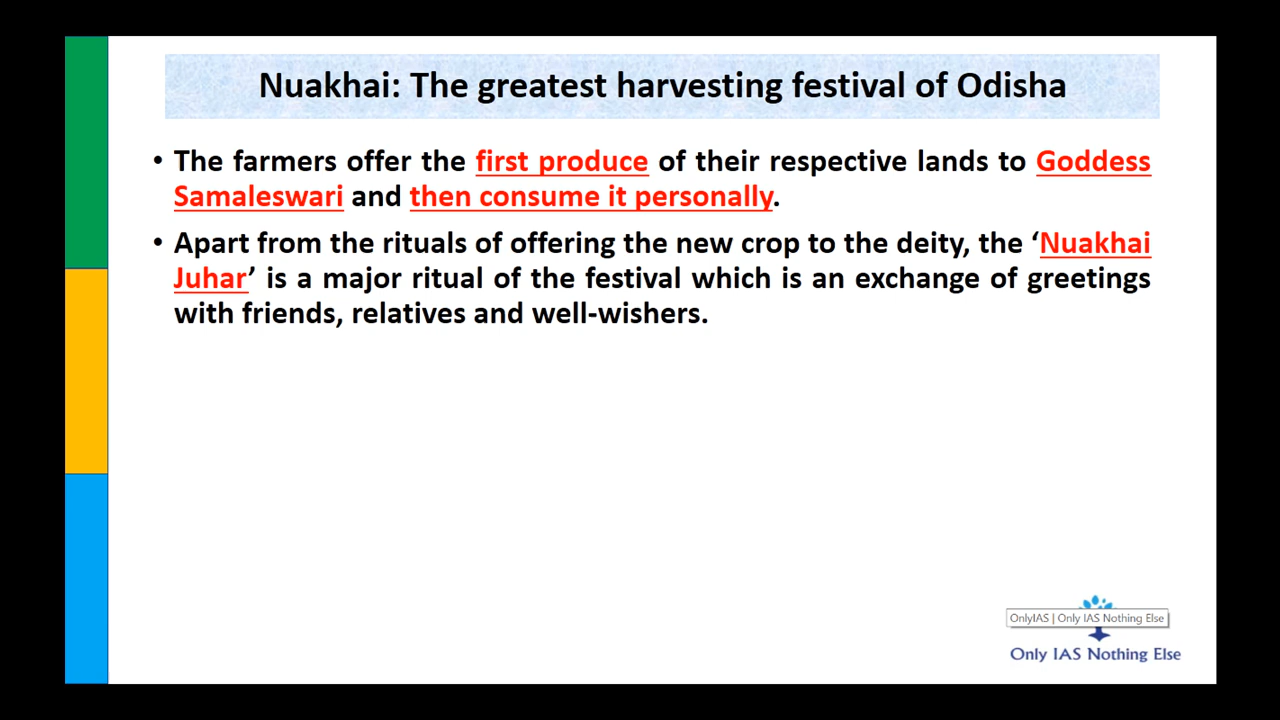 Nuakhai: The greatest harvesting festival of Odisha
• The farmers offer the first produce of their respective lands to Goddess
Samaleswari and then consume it personally.
• Apart from the rituals of offering the new crop to the deity, the ‘Nuakhai
Juhar’ is a major ritual of the festival which is an exchange of greetings
with friends, relatives and well-wishers.
OnlyIAS | Only IAS Nothing Else
Only IAS Nothing Else